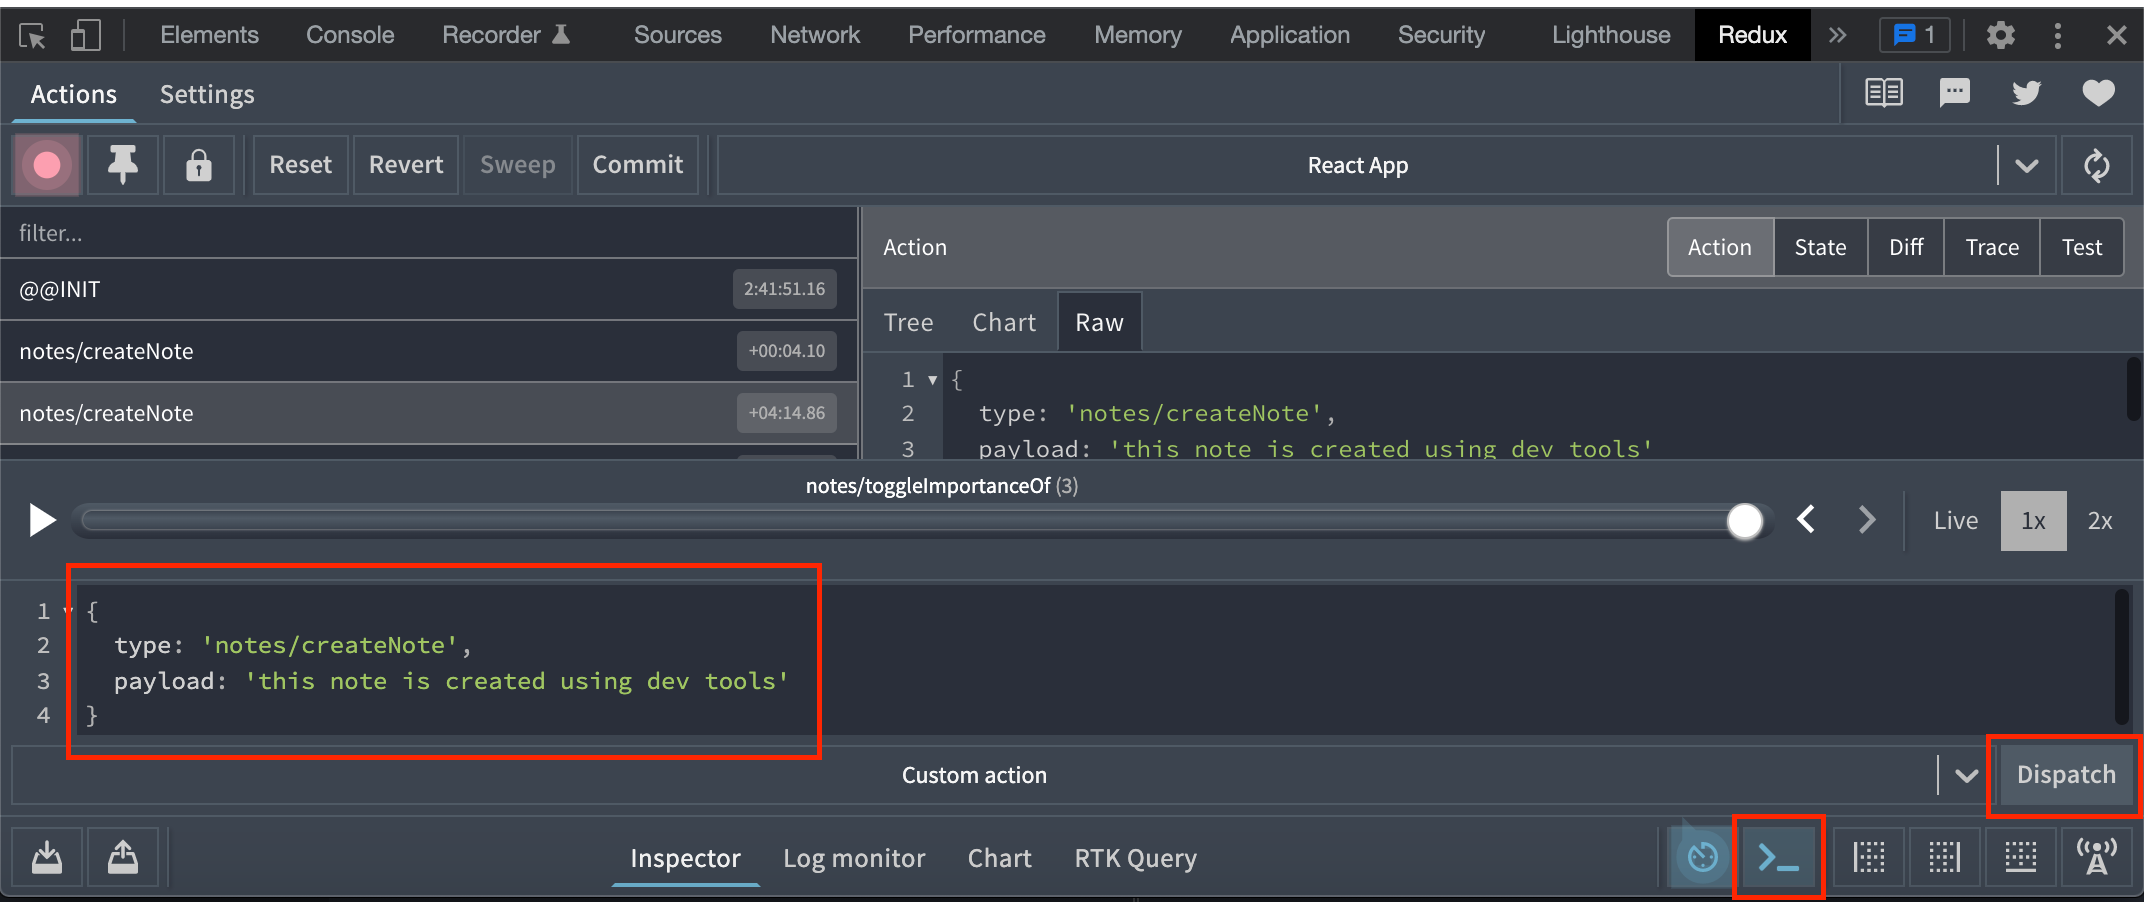 Elements Console Recorder Sources Network Performance Memory Application Security Lighthouse Redux » 1
Actions Settings
Reset Revert Sweep Commit React App
filter...
@@INIT 2:41:51.16
notes/createNote +00:04.10
notes/createNote +04:14.86
Action Action State Diff Trace Test
Tree Chart Raw
1 {
2 type: 'notes/createNote',
3 payload: 'this note is created using dev tools'
notes/toggleImportanceOf (3)
Live 1x 2x
1 {
2 type: 'notes/createNote',
3 payload: 'this note is created using dev tools'
4 }
Custom action Dispatch
Inspector Log monitor Chart RTK Query